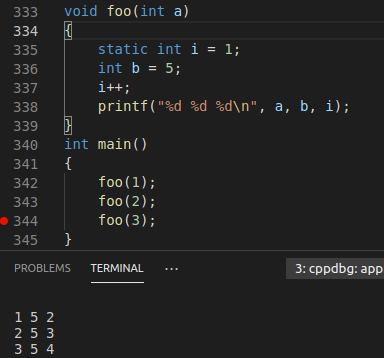 333 void foo(int a)
334 {
335     static int i = 1;
336     int b = 5;
337     i++;
338     printf("%d %d %d\n", a, b, i);
339 }
340 int main()
341 {
342     foo(1);
343     foo(2);
344     foo(3);
345 }
PROBLEMS TERMINAL ··· 3: cppdbg: app
1 5 2
2 5 3
3 5 4